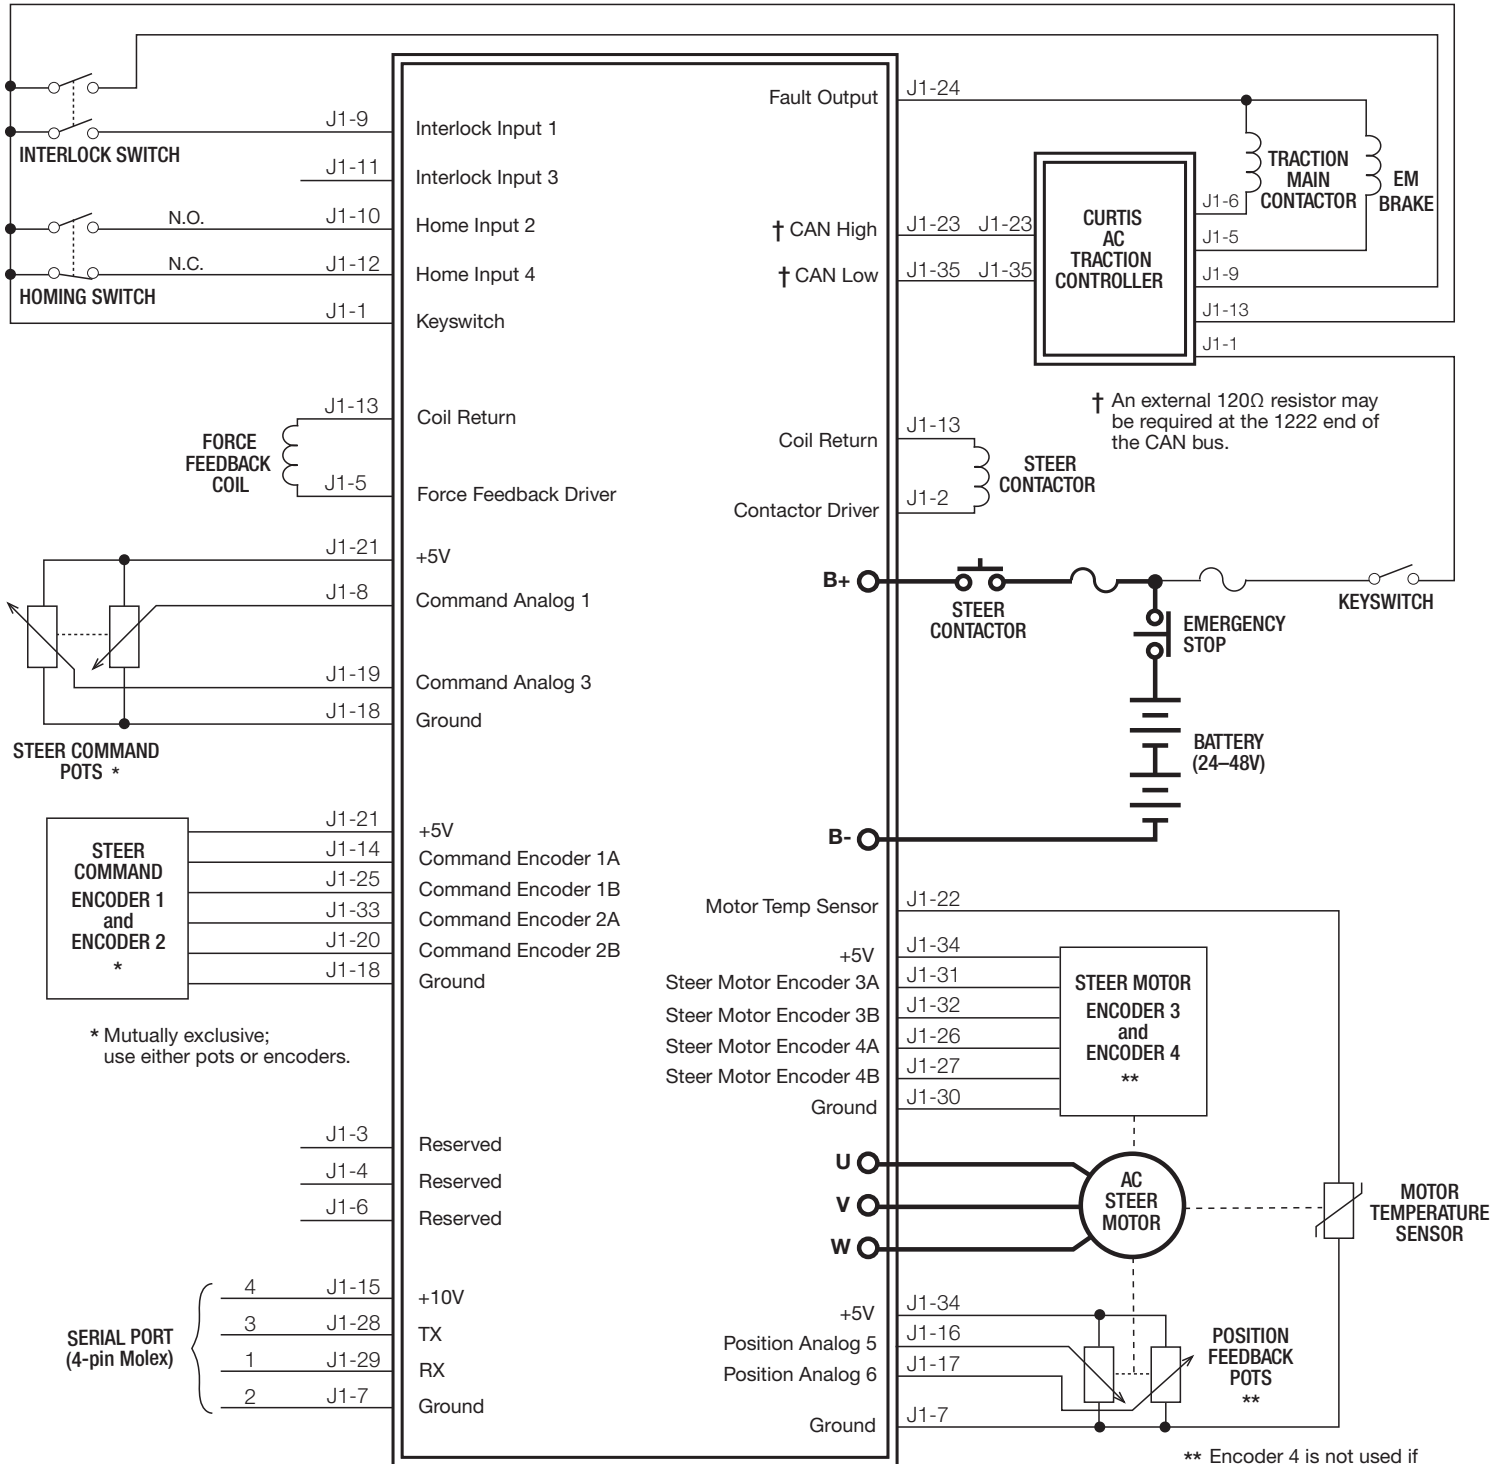 J1-9
Interlock Input 1
INTERLOCK SWITCH
J1-11
Interlock Input 3
N.O.
J1-10
Home Input 2
N.C.
J1-12
Home Input 4
HOMING SWITCH
J1-1
Keyswitch
J1-13
Coil Return
FORCE
FEEDBACK
COIL
J1-5
Force Feedback Driver
J1-21
+5V
J1-8
Command Analog 1
J1-19
Command Analog 3
J1-18
Ground
STEER COMMAND
POTS *
J1-21
+5V
J1-14
Command Encoder 1A
J1-25
Command Encoder 1B
J1-33
Command Encoder 2A
J1-20
Command Encoder 2B
J1-18
Ground
STEER
COMMAND
ENCODER 1
and
ENCODER 2
*
* Mutually exclusive;
use either pots or encoders.
J1-3
Reserved
J1-4
Reserved
J1-6
Reserved
SERIAL PORT
(4-pin Molex)
4
J1-15
+10V
3
J1-28
TX
1
J1-29
RX
2
J1-7
Ground
Fault Output
J1-24
† CAN High
J1-23
J1-23
† CAN Low
J1-35
J1-35
CURTIS
AC
TRACTION
CONTROLLER
TRACTION
MAIN
CONTACTOR
EM
BRAKE
J1-6
J1-5
J1-9
J1-13
J1-1
† An external 120Ω resistor may
be required at the 1222 end of
the CAN bus.
Coil Return
J1-13
STEER
CONTACTOR
Contactor Driver
J1-2
B+
STEER
CONTACTOR
KEYSWITCH
EMERGENCY
STOP
BATTERY
(24–48V)
B-
Motor Temp Sensor
J1-22
+5V
J1-34
Steer Motor Encoder 3A
J1-31
Steer Motor Encoder 3B
J1-32
Steer Motor Encoder 4A
J1-26
Steer Motor Encoder 4B
J1-27
Ground
J1-30
STEER MOTOR
ENCODER 3
and
ENCODER 4
**
U
V
W
AC
STEER
MOTOR
MOTOR
TEMPERATURE
SENSOR
+5V
J1-34
Position Analog 5
J1-16
Position Analog 6
J1-17
Ground
J1-7
POSITION
FEEDBACK
POTS
**
** Encoder 4 is not used if